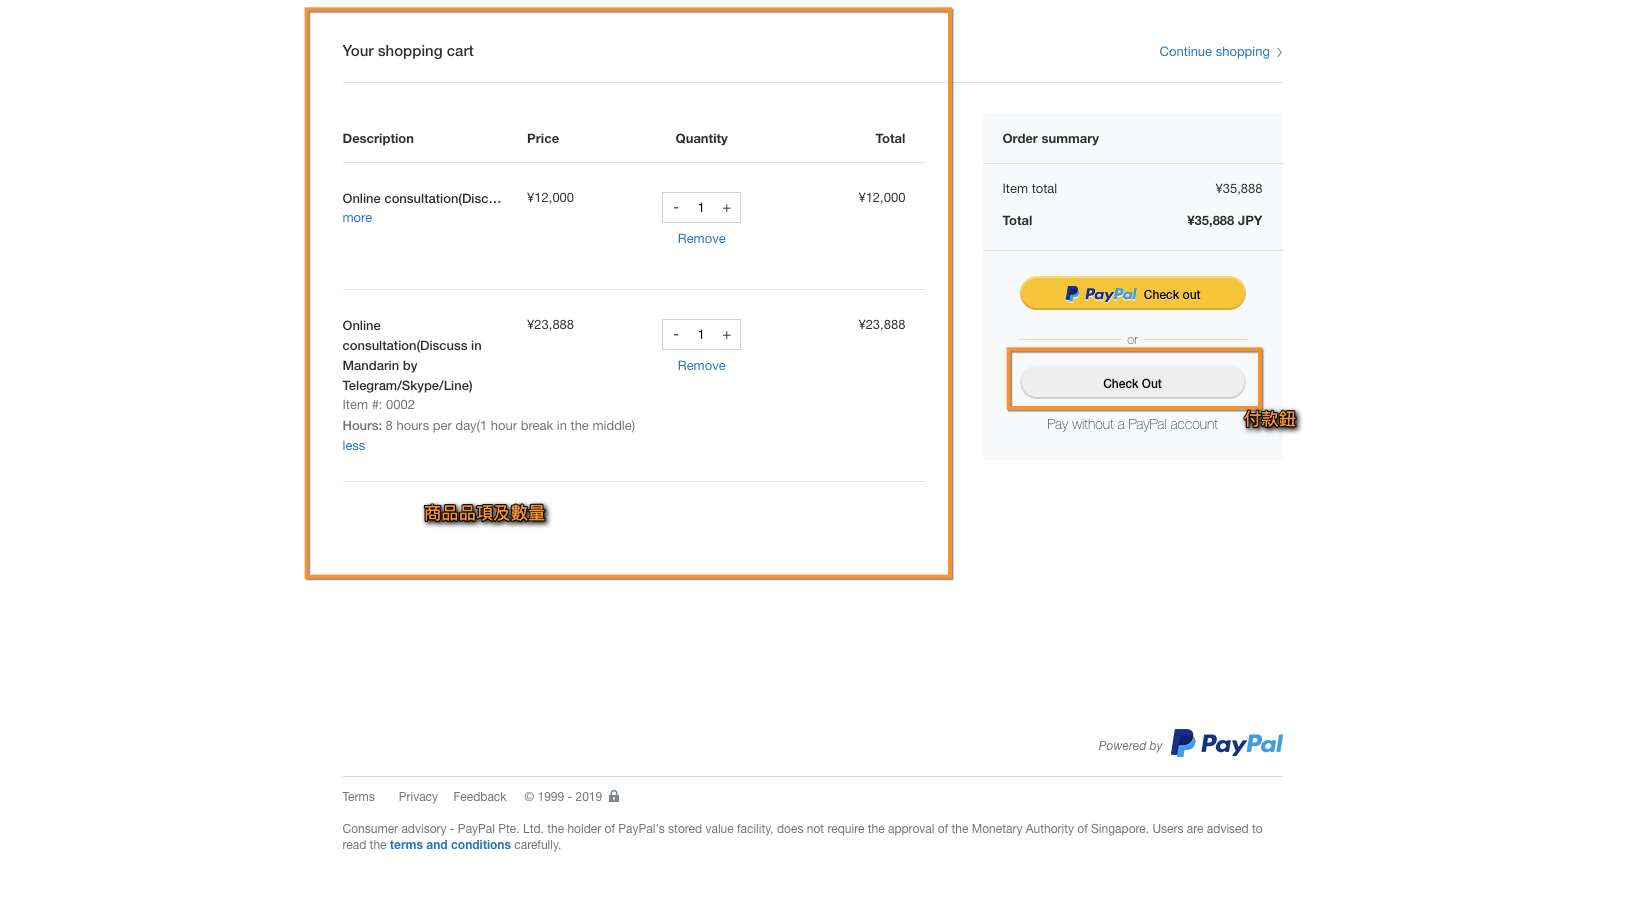 Your shopping cart
Continue shopping
Description Price Quantity Total
Online consultation(Disc...
more
¥12,000
- 1 +
Remove
¥12,000
Online
consultation(Discuss in
Mandarin by
Telegram/Skype/Line)
Item #: 0002
Hours: 8 hours per day(1 hour break in the middle)
less
¥23,888
- 1 +
Remove
¥23,888
商品品項及數量
Order summary
Item total ¥35,888
Total ¥35,888 JPY
PayPal Check out
or
Check Out
付款鈕
Pay without a PayPal account
Powered by PayPal
Terms Privacy Feedback © 1999 - 2019
Consumer advisory - PayPal Pte. Ltd. the holder of PayPal's stored value facility, does not require the approval of the Monetary Authority of Singapore. Users are advised to
read the terms and conditions carefully.